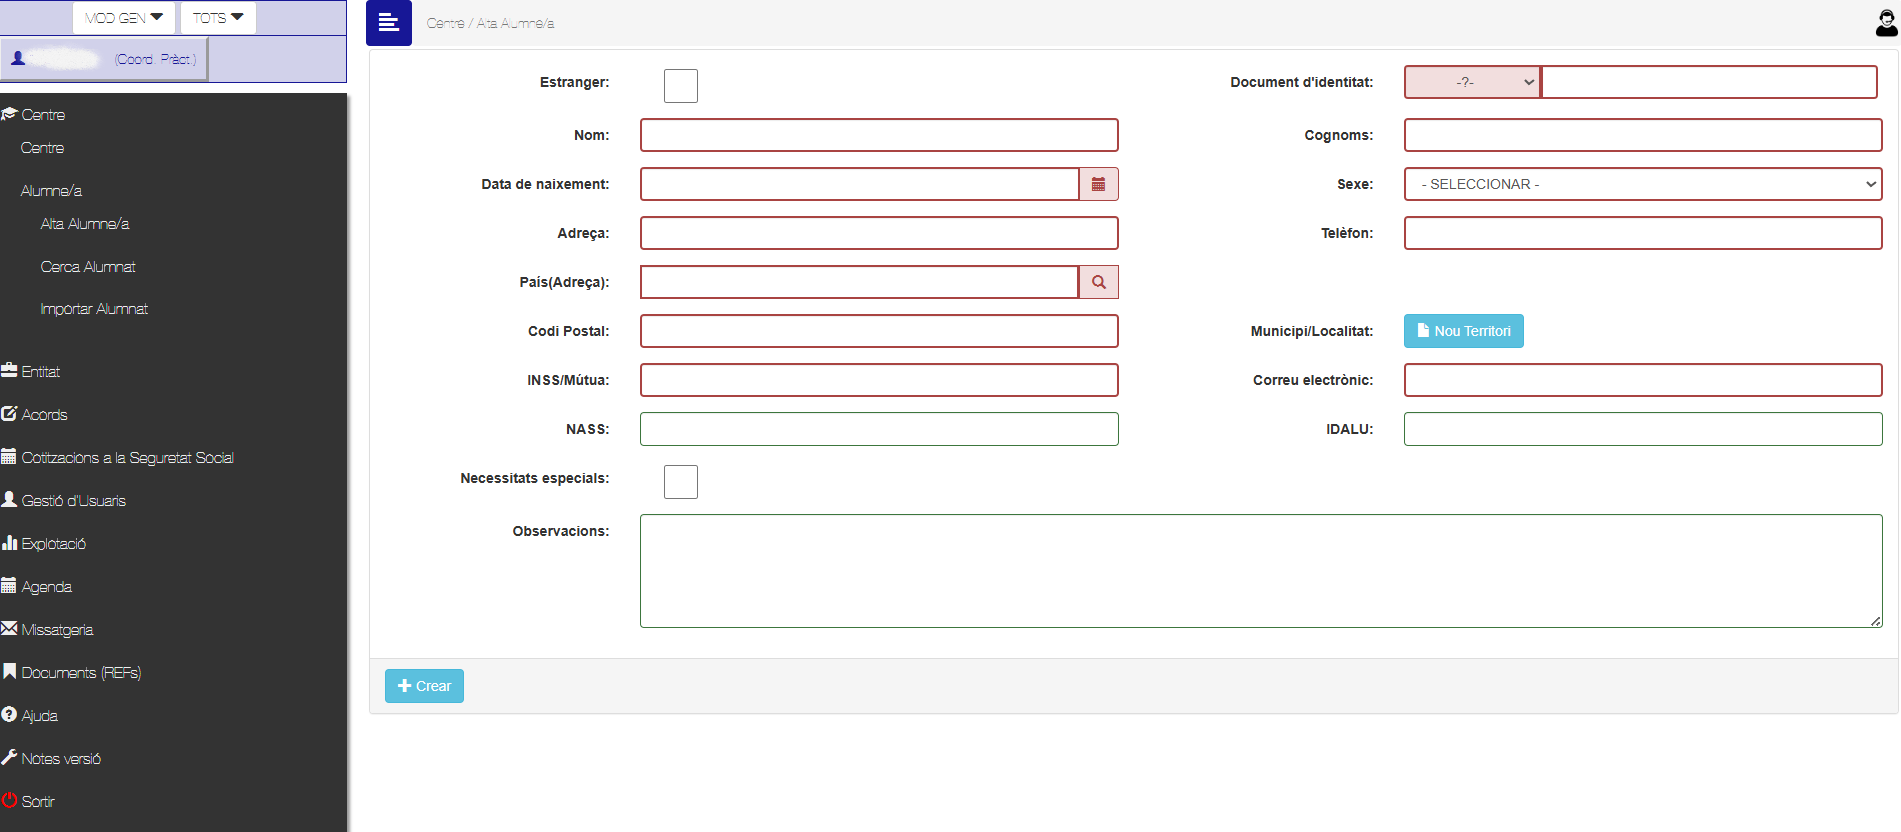 MOD GEN
TOTS
(Coord. Pràct.)
Centre
Centre
Alumne/a
Alta Alumne/a
Cerca Alumnat
Importar Alumnat
Entitat
Acords
Cotitzacions a la Seguretat Social
Gestió d'Usuaris
Explotació
Agenda
Missatgeria
Documents (REFs)
Ajuda
Notes versió
Sortir
Centre / Alta Alumne/a
Estranger:
Document d'identitat: -?-
Nom:
Cognoms:
Data de naixement:
Sexe: - SELECCIONAR -
Adreça:
Telèfon:
País(Adreça):
Codi Postal:
Municipi/Localitat: Nou Territori
INSS/Mútua:
Correu electrònic:
NASS:
IDALU:
Necessitats especials:
Observacions:
Crear